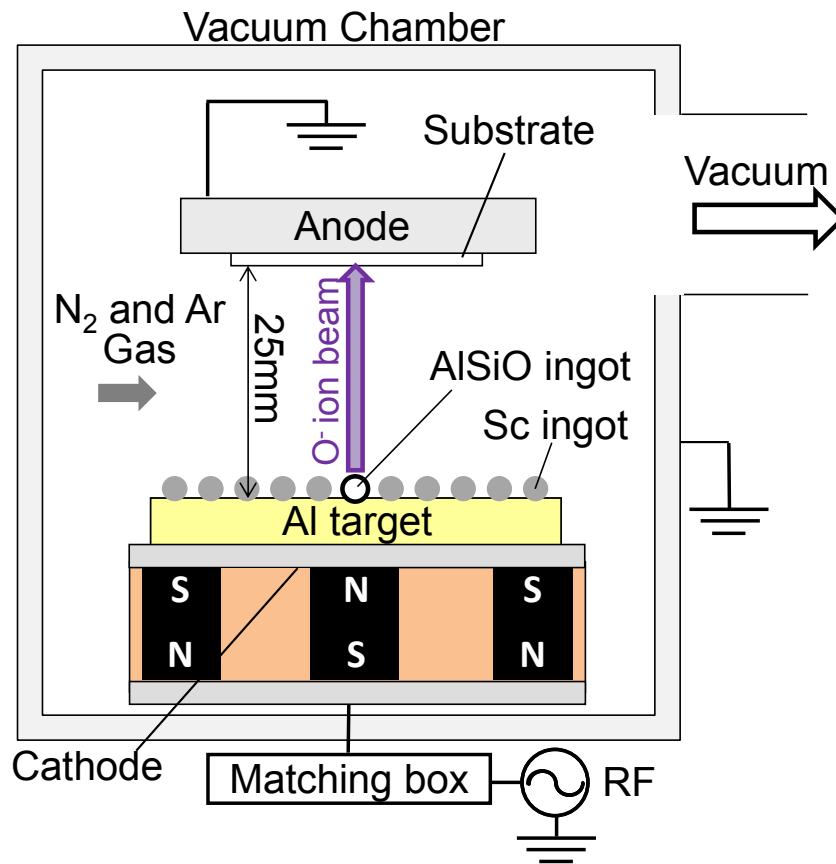 Vacuum Chamber
Substrate
Vacuum
Anode
N₂ and Ar
Gas
25mm
O⁻ ion beam
AlSiO ingot
Sc ingot
Al target
S N S
N S N
Cathode
Matching box
RF